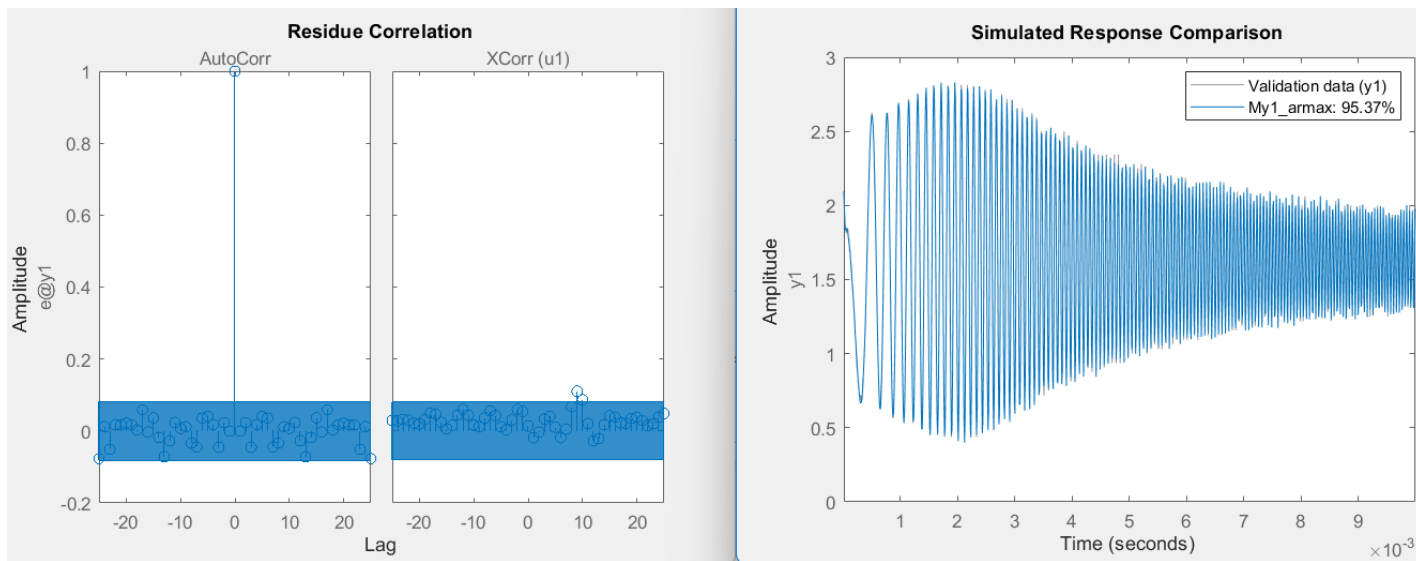 Residue Correlation
AutoCorr
XCorr (u1)
1
0.8
0.6
0.4
0.2
0
-0.2
Amplitude
e@y1
-20 -10 0 10 20
-20 -10 0 10 20
Lag
Simulated Response Comparison
Validation data (y1)
My1_armax: 95.37%
3
2.5
2
1.5
1
0.5
0
Amplitude
y1
1 2 3 4 5 6 7 8 9
Time (seconds)
×10-3